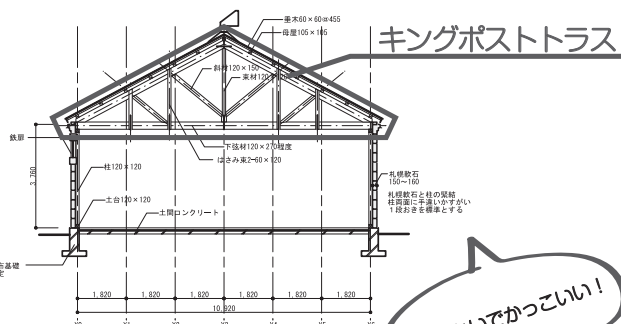 垂木60×60@455
母屋105×105
キングポストトラス
斜材120×150
束材120×120
鉄扉
下弦材120×270程度
はさみ束2-60×120
3,760
柱120×120
札幌軟石
150~160
札幌軟石と柱の緊結
柱両面に手違いかすがい
1段おきを標準とする
土台120×120
土間コンクリート
布基礎
定
1,820 1,820 1,820 1,820 1,820 1,820
10,920
いでかっこいい!